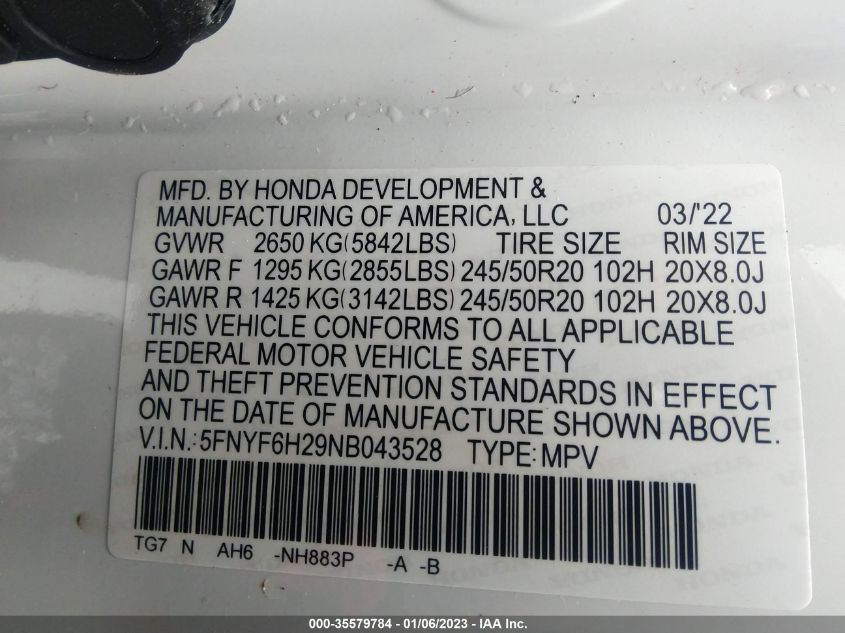 MFD. BY HONDA DEVELOPMENT &
MANUFACTURING OF AMERICA, LLC 03/'22
GVWR 2650 KG(5842LBS) TIRE SIZE RIM SIZE
GAWR F 1295 KG(2855LBS) 245/50R20 102H 20X8.0J
GAWR R 1425 KG(3142LBS) 245/50R20 102H 20X8.0J
THIS VEHICLE CONFORMS TO ALL APPLICABLE
FEDERAL MOTOR VEHICLE SAFETY
AND THEFT PREVENTION STANDARDS IN EFFECT
ON THE DATE OF MANUFACTURE SHOWN ABOVE.
V.I.N.:5FNYF6H29NB043528 TYPE:MPV
TG7 N AH6 -NH883P -A -B
000-35579784 - 01/06/2023 - IAA Inc.